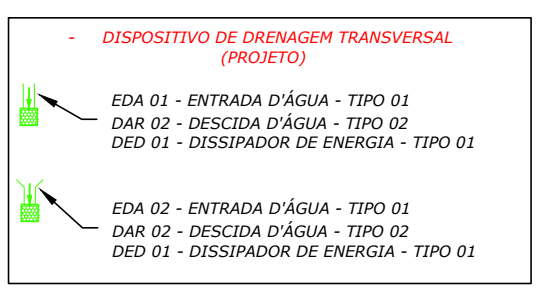 - DISPOSITIVO DE DRENAGEM TRANSVERSAL
(PROJETO)
EDA 01 - ENTRADA D'ÁGUA - TIPO 01
DAR 02 - DESCIDA D'ÁGUA - TIPO 02
DED 01 - DISSIPADOR DE ENERGIA - TIPO 01
EDA 02 - ENTRADA D'ÁGUA - TIPO 01
DAR 02 - DESCIDA D'ÁGUA - TIPO 02
DED 01 - DISSIPADOR DE ENERGIA - TIPO 01